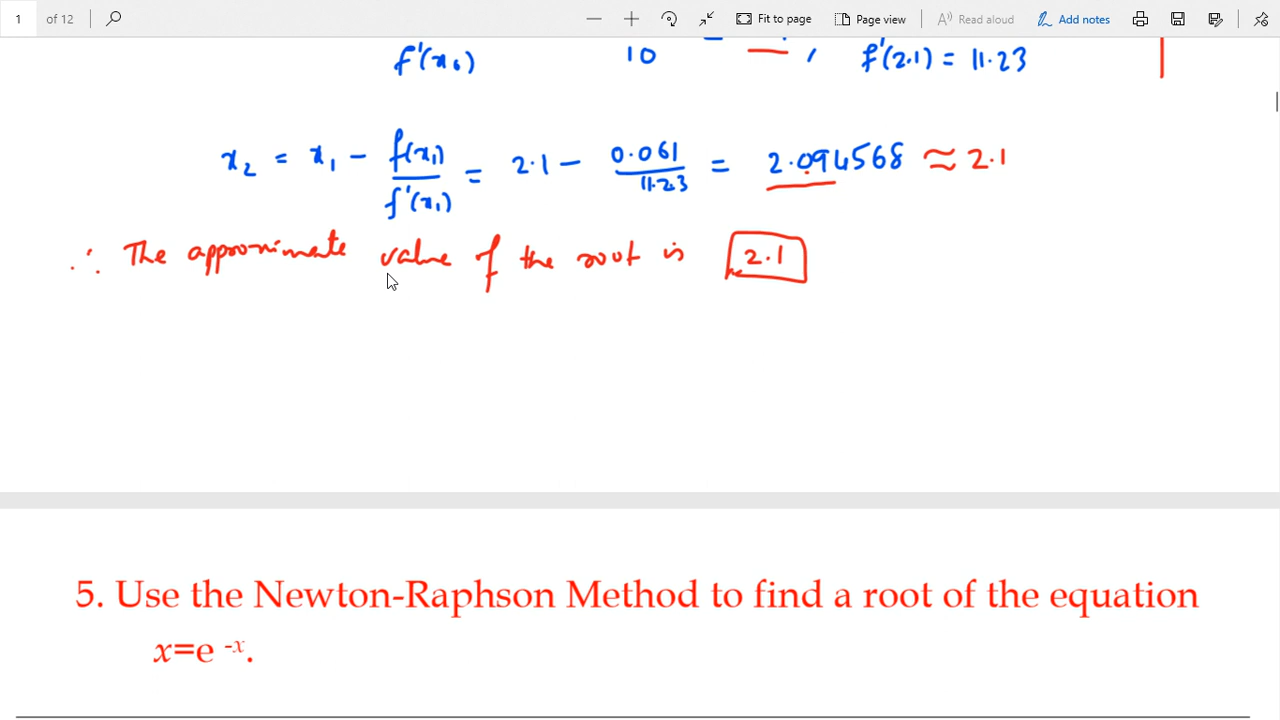 1 of 12 Fit to page Page view Read aloud Add notes
f'(x₀) 10 = , f'(2.1) = 11.23
x₂ = x₁ - f(x₁)/f'(x₁) = 2.1 - 0.061/11.23 = 2.094568 ≈ 2.1
∴ The approximate value of the root is 2.1
5. Use the Newton-Raphson Method to find a root of the equation
x=e ⁻ˣ.